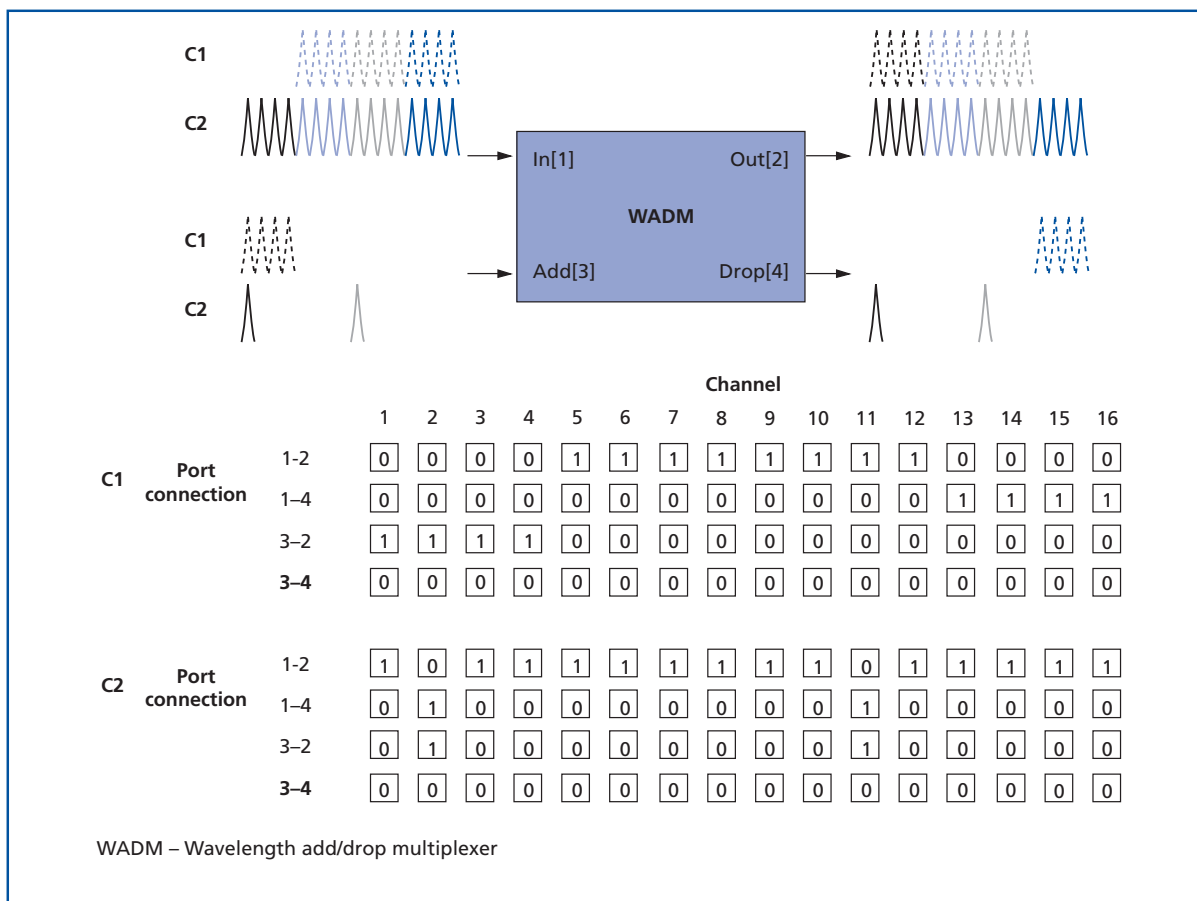 C1
C2
In[1] Out[2]
WADM
C1
Add[3] Drop[4]
C2
Channel
1 2 3 4 5 6 7 8 9 10 11 12 13 14 15 16
C1 Port connection
1-2 0 0 0 0 1 1 1 1 1 1 1 1 0 0 0 0
1–4 0 0 0 0 0 0 0 0 0 0 0 0 1 1 1 1
3–2 1 1 1 1 0 0 0 0 0 0 0 0 0 0 0 0
3–4 0 0 0 0 0 0 0 0 0 0 0 0 0 0 0 0
C2 Port connection
1-2 1 0 1 1 1 1 1 1 1 1 0 1 1 1 1 1
1–4 0 1 0 0 0 0 0 0 0 0 1 0 0 0 0 0
3–2 0 1 0 0 0 0 0 0 0 0 1 0 0 0 0 0
3–4 0 0 0 0 0 0 0 0 0 0 0 0 0 0 0 0
WADM – Wavelength add/drop multiplexer